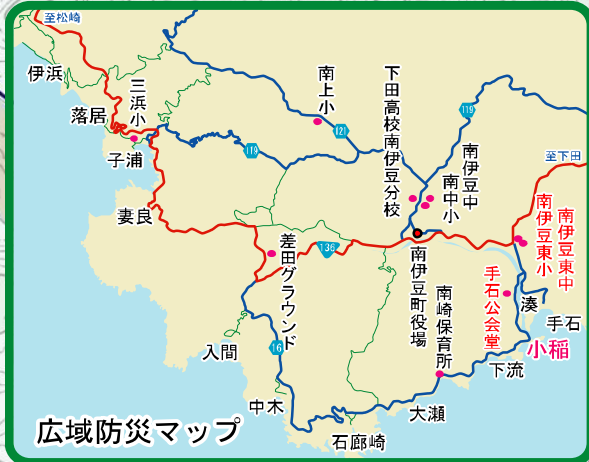 至松崎
伊浜
落居
三浜小
子浦
妻良
南上小
121
119
下田高校南伊豆分校
119
南伊豆中
南中小
至下田
南伊豆東中
南伊豆東小
差田グラウンド
136
南伊豆町役場
南崎保育所
手石公会堂
湊
手石
小稲
下流
入間
16
中木
大瀬
石廊崎
広域防災マップ